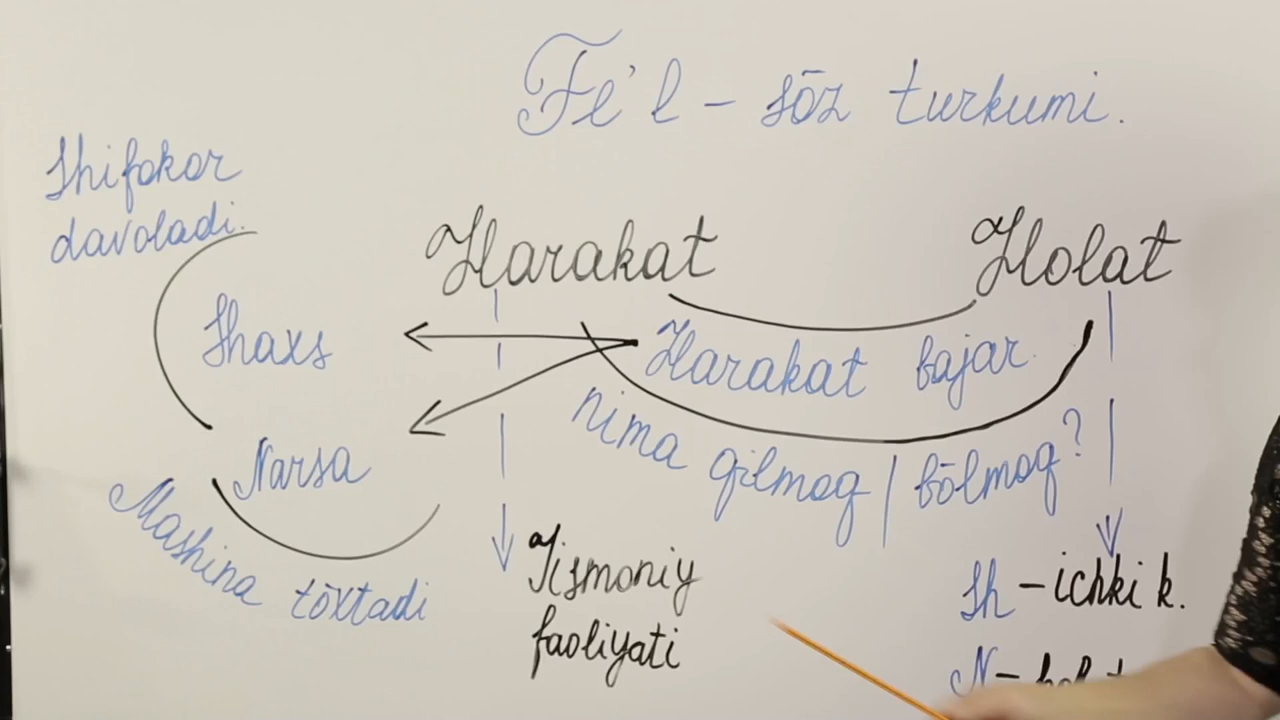 Fe'l - sōz turkumi.
Shifokor
davoladi.
Harakat
Holat
Shaxs
Harakat bajar
nima qilmoq / bōlmoq?
Narsa
Mashina tōxtadi
Jismoniy
faoliyati
Sh - ichki k.
N -